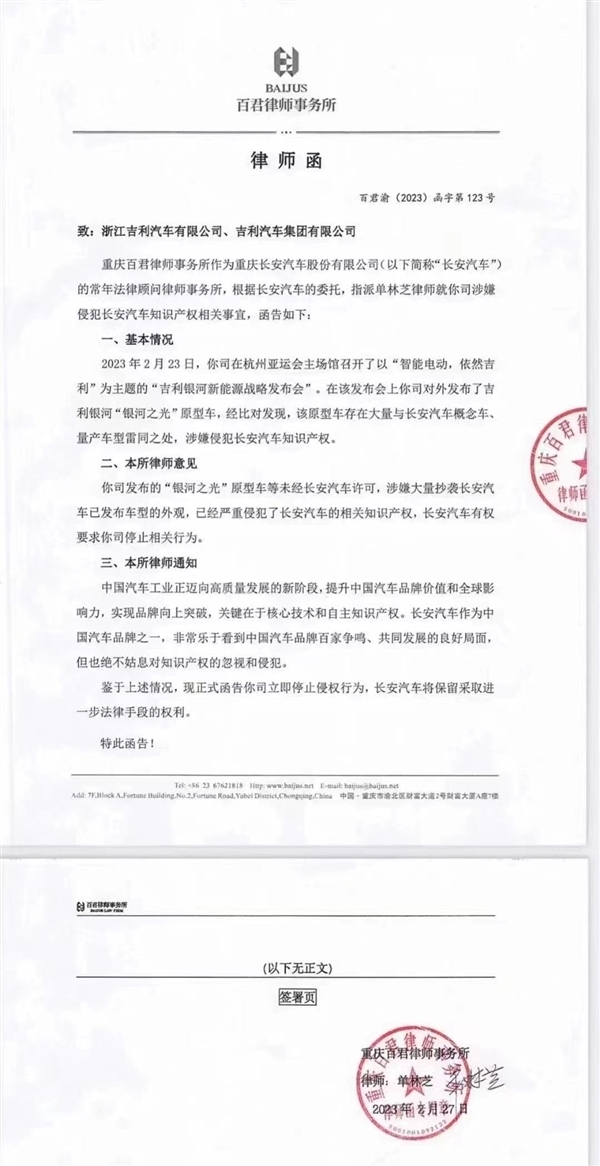 BAIJUS
百君律师事务所
律 师 函
百君渝（2023）函字第 123 号
致：浙江吉利汽车有限公司、吉利汽车集团有限公司
重庆百君律师事务所作为重庆长安汽车股份有限公司（以下简称“长安汽车”）
的常年法律顾问律师事务所，根据长安汽车的委托，指派单林芝律师就你司涉嫌
侵犯长安汽车知识产权相关事宜，函告如下：
一、基本情况
2023 年 2 月 23 日，你司在杭州亚运会主场馆召开了以“智能电动，依然吉
利”为主题的“吉利银河新能源战略发布会”。在该发布会上你司对外发布了吉
利银河“银河之光”原型车，经比对发现，该原型车存在大量与长安汽车概念车、
量产车型雷同之处，涉嫌侵犯长安汽车知识产权。
二、本所律师意见
你司发布的“银河之光”原型车等未经长安汽车许可，涉嫌大量抄袭长安汽
车已发布车型的外观，已经严重侵犯了长安汽车的相关知识产权，长安汽车有权
要求你司停止相关行为。
三、本所律师通知
中国汽车工业正迈向高质量发展的新阶段，提升中国汽车品牌价值和全球影
响力，实现品牌向上突破，关键在于核心技术和自主知识产权。长安汽车作为中
国汽车品牌之一，非常乐于看到中国汽车品牌百家争鸣、共同发展的良好局面，
但也绝不姑息对知识产权的忽视和侵犯。
鉴于上述情况，现正式函告你司立即停止侵权行为，长安汽车将保留采取进
一步法律手段的权利。
特此函告！
重庆百君
律师函
Tel: +86 23 67621818 Http: www.baijus.net E-mail: baijus@baijus.net
Add: 7F,Block A,Fortune Building,No.2,Fortune Road,Yubei District,Chongqing,China 中国·重庆市渝北区财富大道2号财富大厦A座7楼
百君律师事务所
BAIJUS LAW FIRM
(以下无正文)
签署页
重庆百君律师事务所
律师：单林芝
2023 年 2 月 27 日
重庆百君律师事务所
律师函专用章